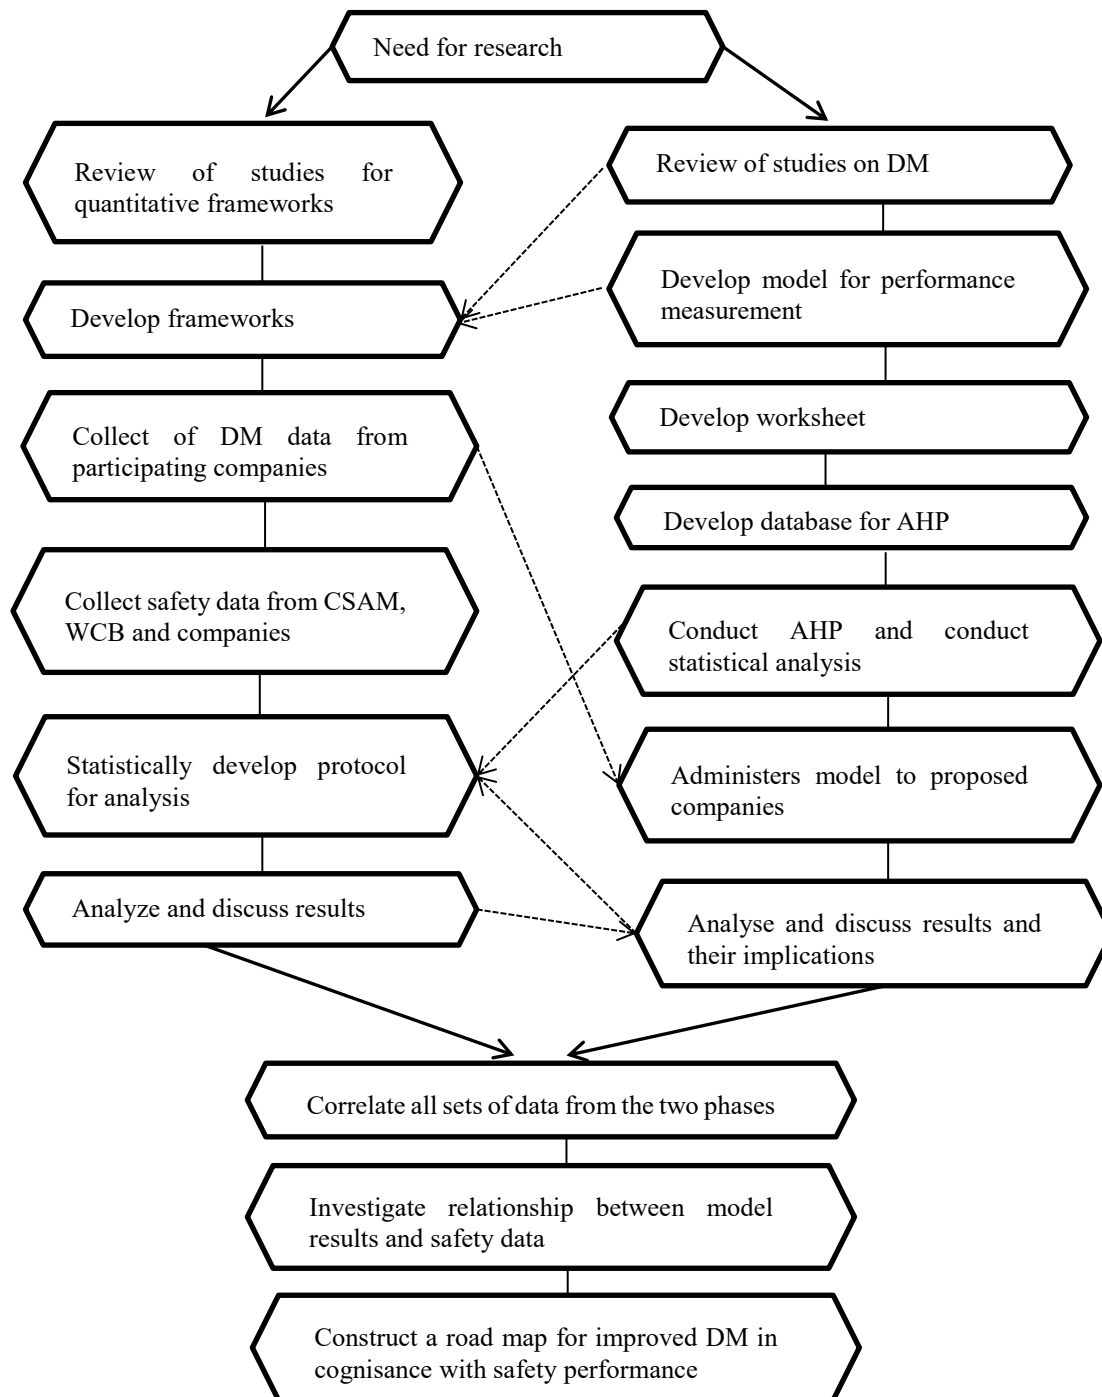 Need for research
Review of studies for
quantitative frameworks
Develop frameworks
Collect of DM data from
participating companies
Collect safety data from CSAM,
WCB and companies
Statistically develop protocol
for analysis
Analyze and discuss results
Review of studies on DM
Develop model for performance
measurement
Develop worksheet
Develop database for AHP
Conduct AHP and conduct
statistical analysis
Administers model to proposed
companies
Analyse and discuss results and
their implications
Correlate all sets of data from the two phases
Investigate relationship between model
results and safety data
Construct a road map for improved DM in
cognisance with safety performance